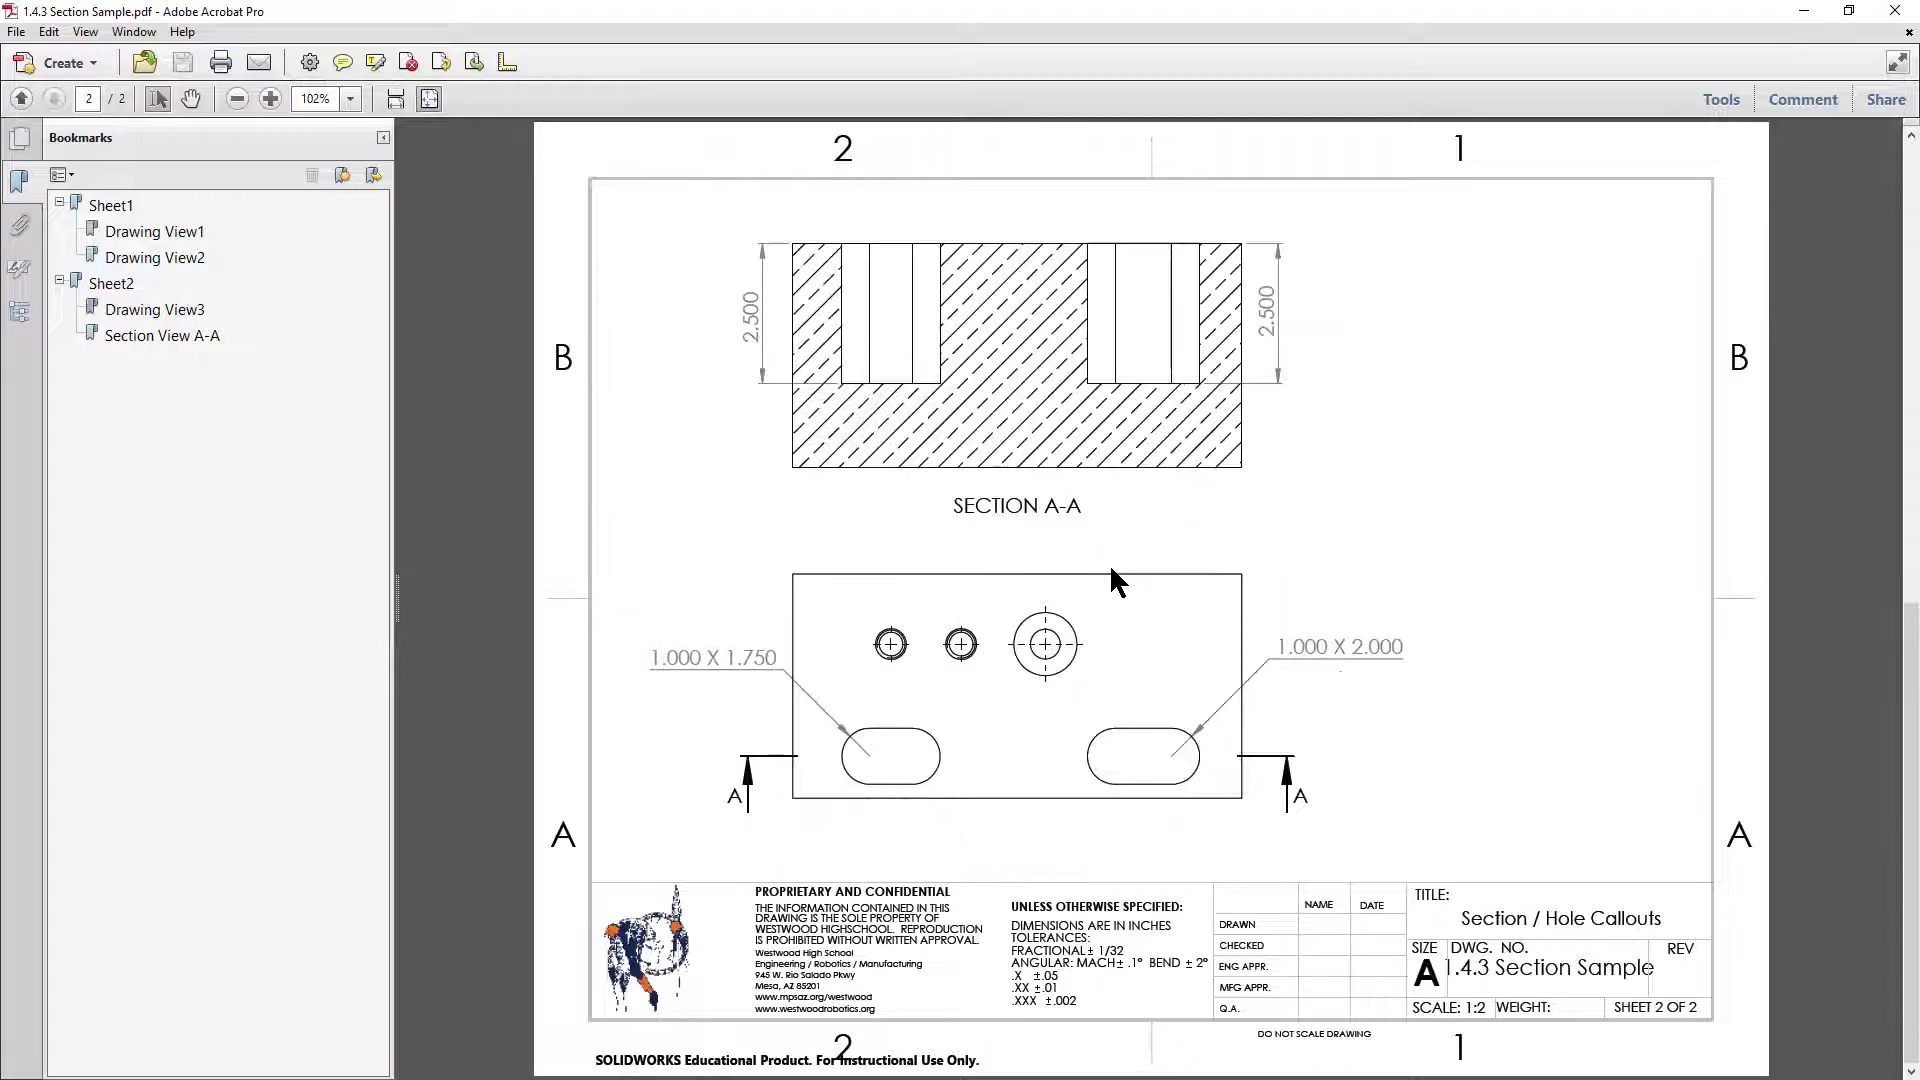 1.4.3 Section Sample.pdf - Adobe Acrobat Pro
File Edit View Window Help
Create
2 / 2 102% Tools Comment Share
Bookmarks
Sheet1
Drawing View1
Drawing View2
Sheet2
Drawing View3
Section View A-A
2 1
2.500 2.500
B B
SECTION A-A
1.000 X 1.750 1.000 X 2.000
A A
A A
PROPRIETARY AND CONFIDENTIAL
THE INFORMATION CONTAINED IN THIS
DRAWING IS THE SOLE PROPERTY OF
WESTWOOD HIGHSCHOOL. REPRODUCTION
IS PROHIBITED WITHOUT WRITTEN APPROVAL.
Westwood High School
Engineering / Robotics / Manufacturing
945 W. Rio Salado Pkwy
Mesa, AZ 85201
www.mpsaz.org/westwood
www.westwoodrobotics.org
UNLESS OTHERWISE SPECIFIED:
DIMENSIONS ARE IN INCHES
TOLERANCES:
FRACTIONAL± 1/32
ANGULAR: MACH± .1° BEND ± 2°
.X ±.05
.XX ±.01
.XXX ±.002
NAME DATE
DRAWN
CHECKED
ENG APPR.
MFG APPR.
Q.A.
TITLE:
Section / Hole Callouts
SIZE DWG. NO. REV
A 1.4.3 Section Sample
SCALE: 1:2 WEIGHT: SHEET 2 OF 2
DO NOT SCALE DRAWING
2 1
SOLIDWORKS Educational Product. For Instructional Use Only.